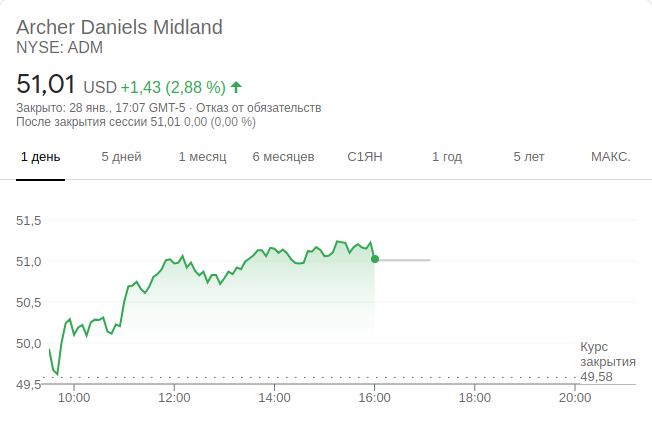 Archer Daniels Midland
NYSE: ADM
51,01 USD +1,43 (2,88 %)
Закрыто: 28 янв., 17:07 GMT-5 · Отказ от обязательств
После закрытия сессии 51,01 0,00 (0,00 %)
1 день 5 дней 1 месяц 6 месяцев С1ЯН 1 год 5 лет МАКС.
51,5
51,0
50,5
50,0
Курс
закрытия
49,58
49,5
10:00 12:00 14:00 16:00 18:00 20:00